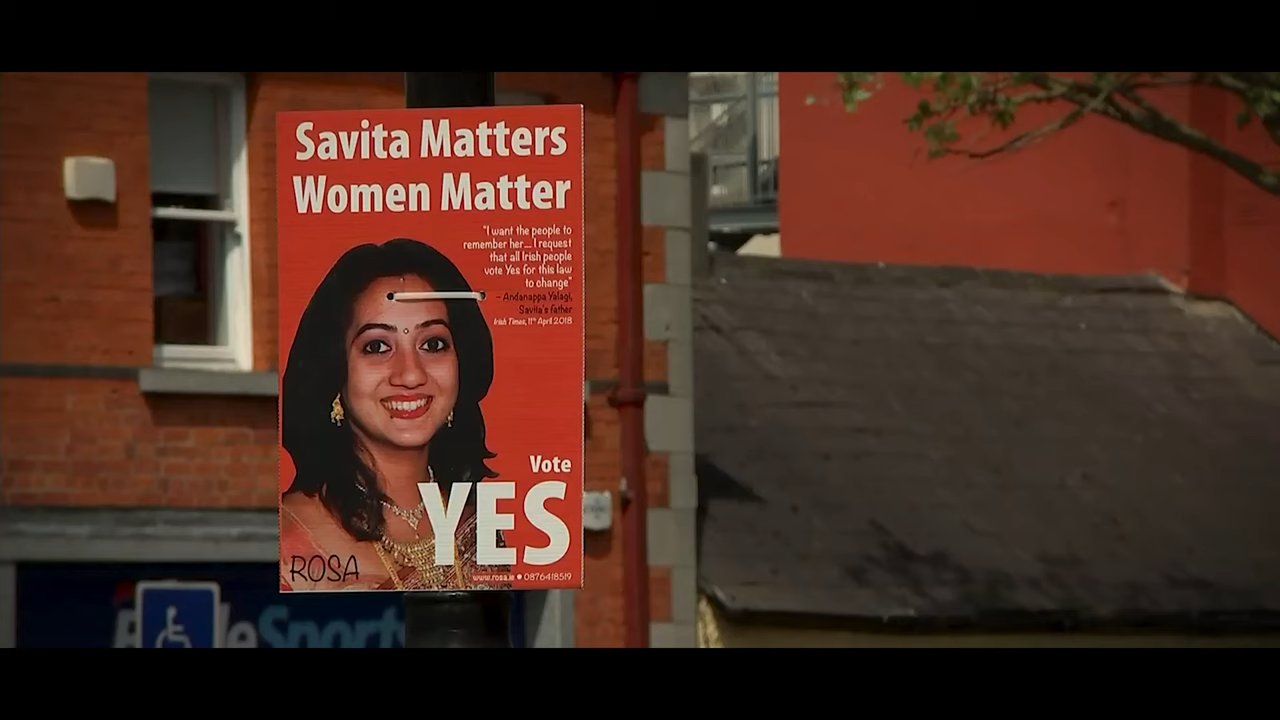 Savita Matters
Women Matter
"I want the people to
remember her... I request
that all Irish people
vote Yes for this law
to change"
– Andanappa Yalagi,
Savita's father
Irish Times, 11th April 2018
Vote
YES
ROSA
www.rosa.ie ● 0876418519
Sports